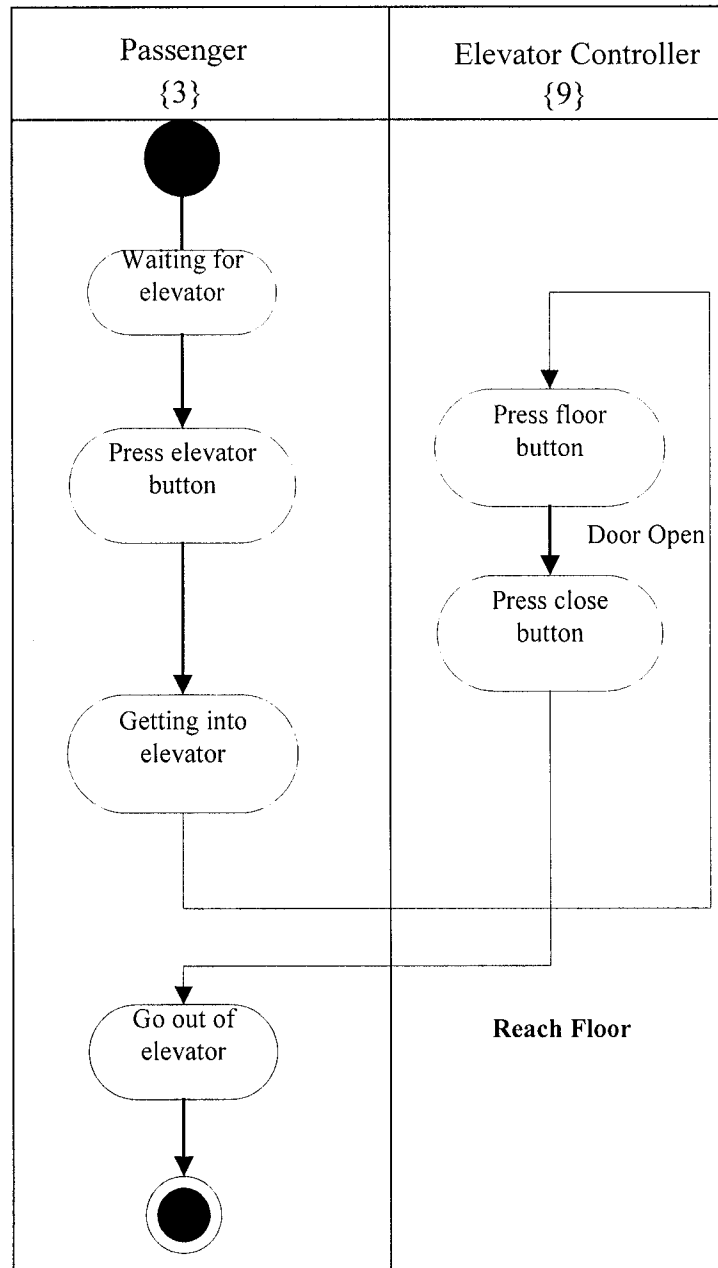 Passenger
{3}
Elevator Controller
{9}
Waiting for
elevator
Press elevator
button
Getting into
elevator
Press floor
button
Door Open
Press close
button
Go out of
elevator
Reach Floor